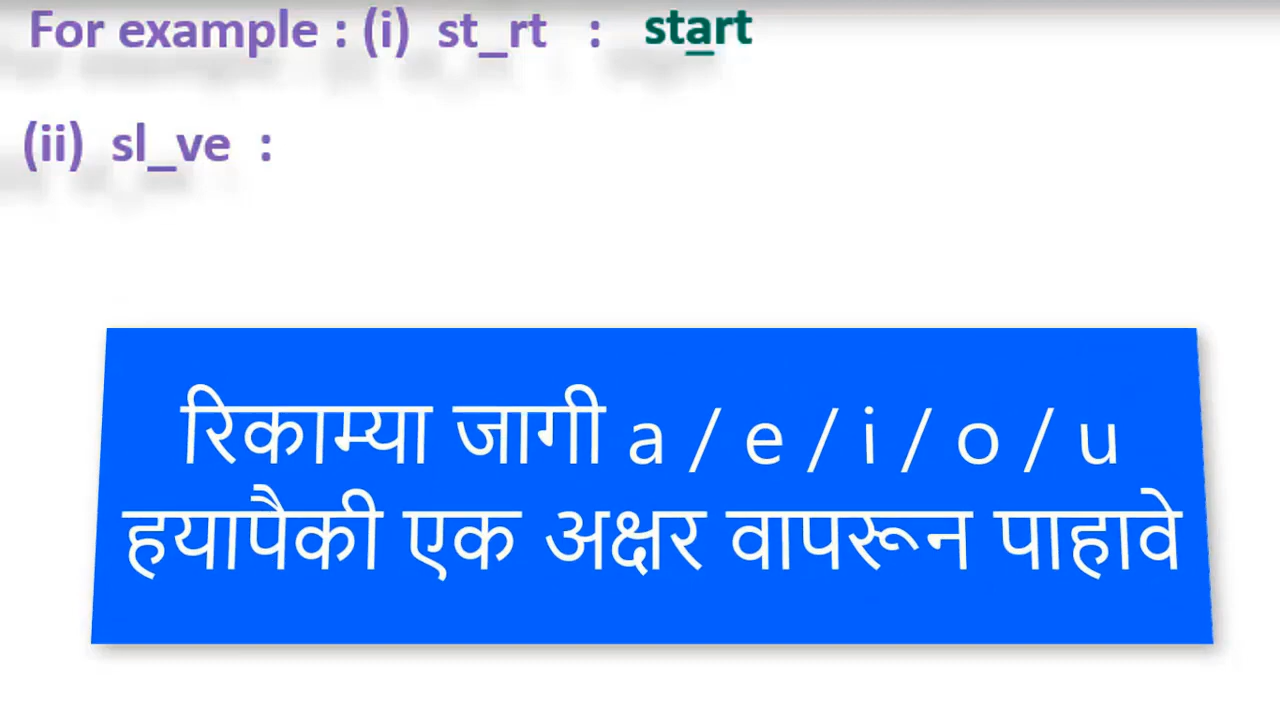 For example : (i) st_rt : start
(ii) sl_ve :
रिकाम्या जागी a / e / i / o / u
हयापैकी एक अक्षर वापरून पाहावे